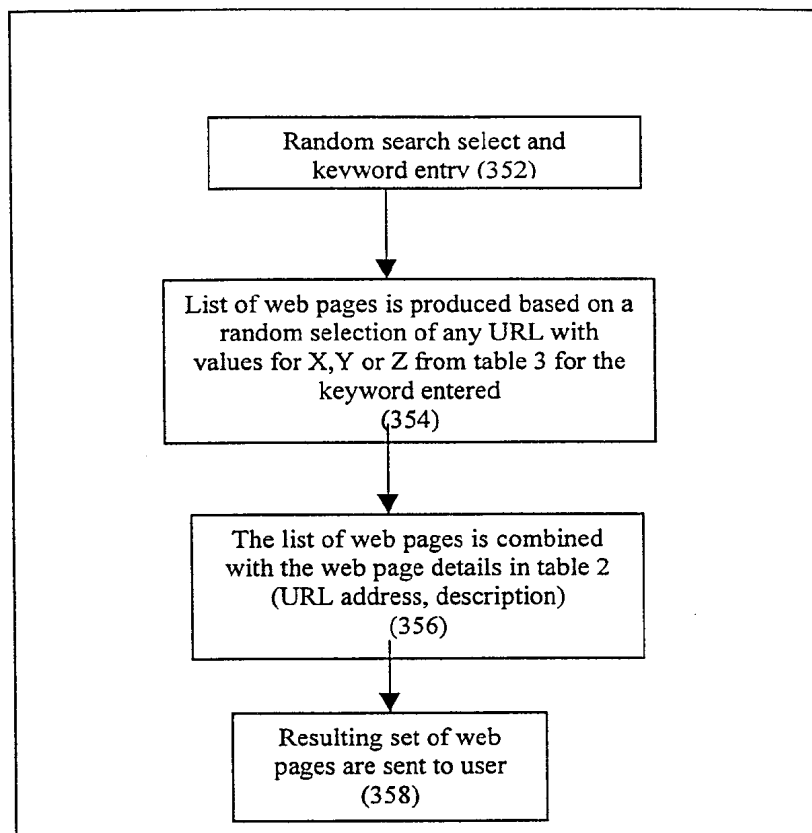 Random search select and
keyword entry (352)
List of web pages is produced based on a
random selection of any URL with
values for X,Y or Z from table 3 for the
keyword entered
(354)
The list of web pages is combined
with the web page details in table 2
(URL address, description)
(356)
Resulting set of web
pages are sent to user
(358)